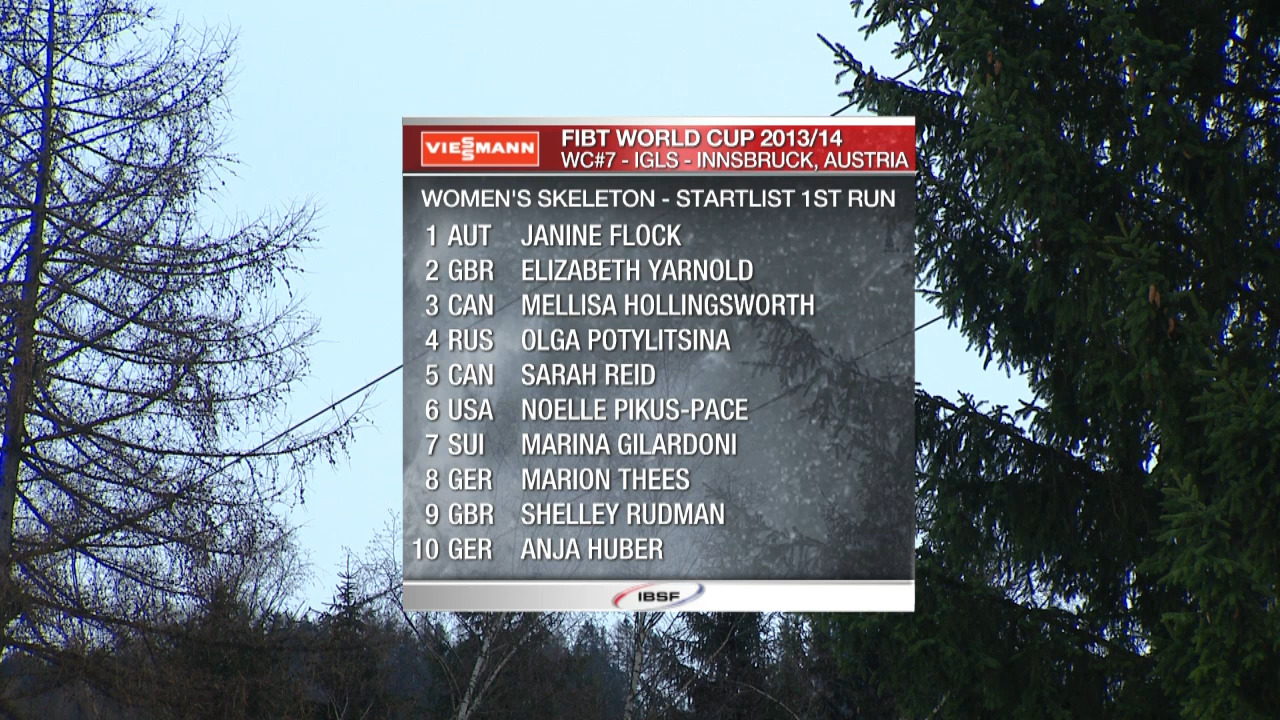 VIESSMANN
FIBT WORLD CUP 2013/14
WC#7 - IGLS - INNSBRUCK, AUSTRIA
WOMEN'S SKELETON - STARTLIST 1ST RUN
1 AUT JANINE FLOCK
2 GBR ELIZABETH YARNOLD
3 CAN MELLISA HOLLINGSWORTH
4 RUS OLGA POTYLITSINA
5 CAN SARAH REID
6 USA NOELLE PIKUS-PACE
7 SUI MARINA GILARDONI
8 GER MARION THEES
9 GBR SHELLEY RUDMAN
10 GER ANJA HUBER
IBSF